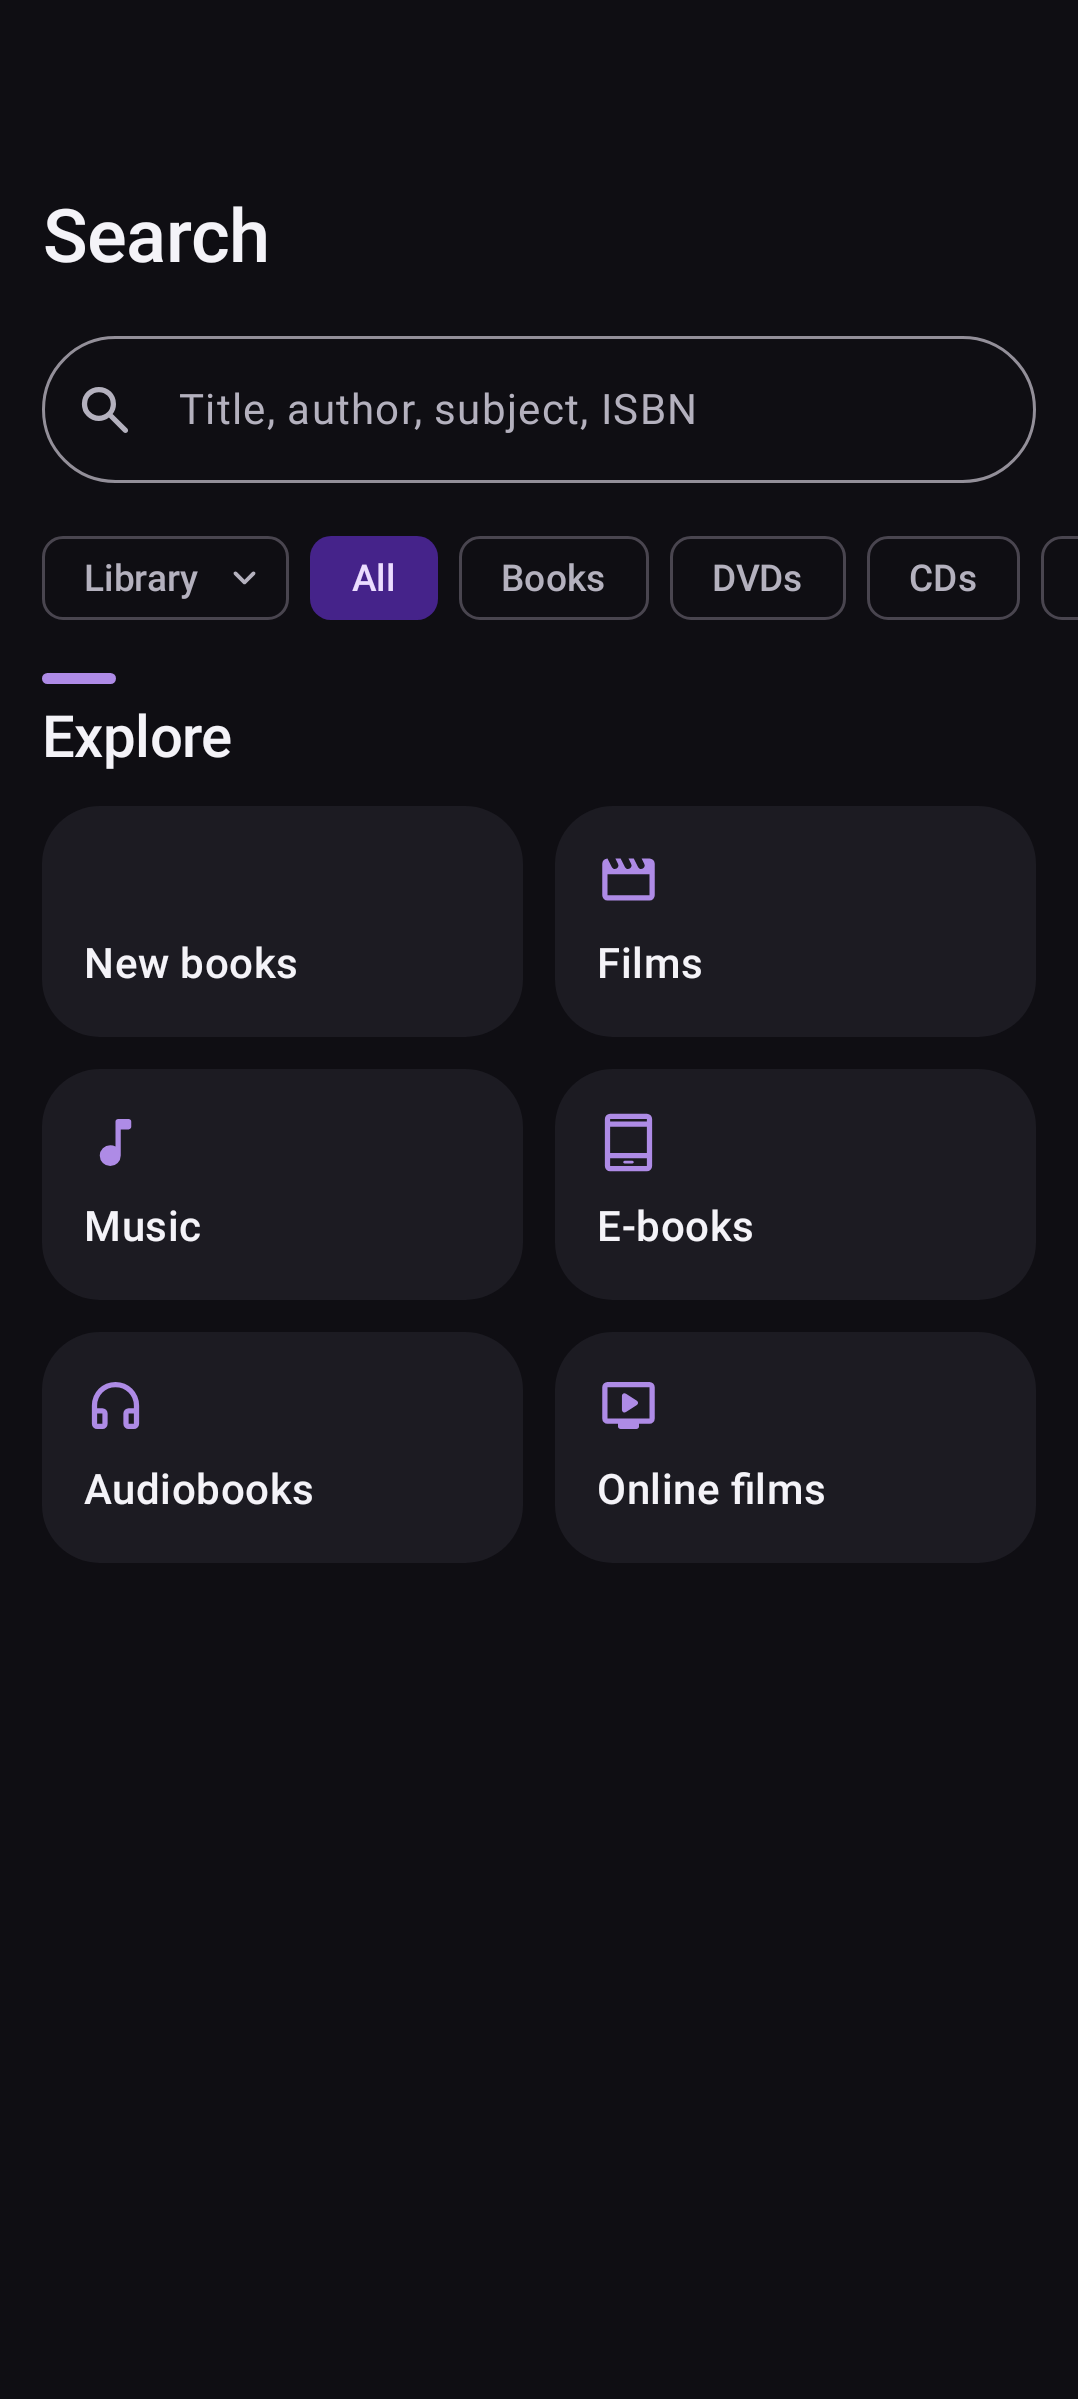 Search
Title, author, subject, ISBN
Library
All
Books
DVDs
CDs
Explore
New books
Films
Music
E-books
Audiobooks
Online films